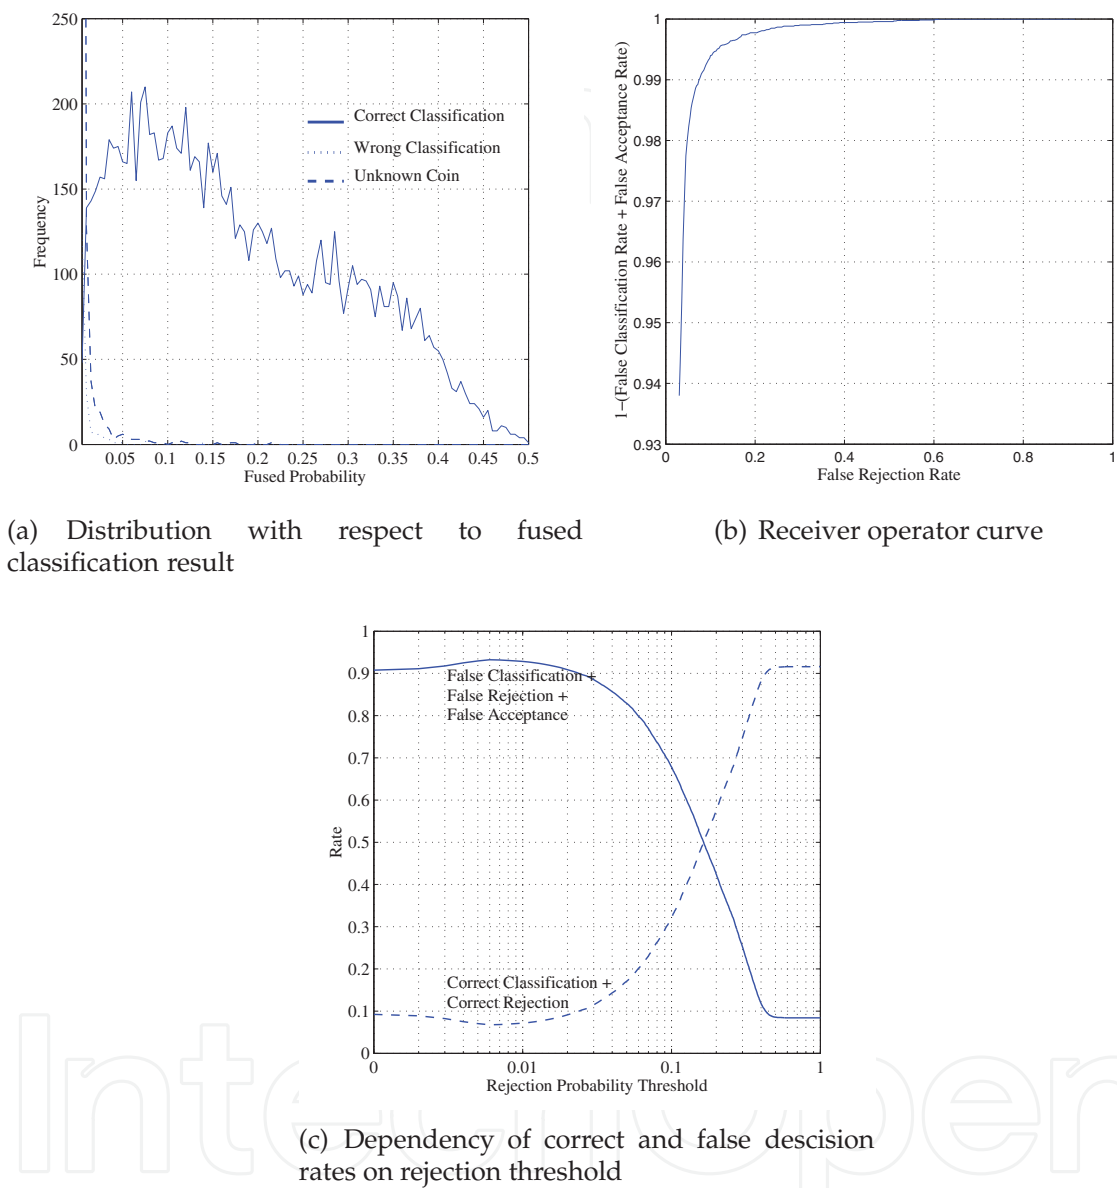 250
200
150
100
50
0
0.05 0.1 0.15 0.2 0.25 0.3 0.35 0.4 0.45 0.5
Frequency
Fused Probability
Correct Classification
Wrong Classification
Unknown Coin
(a) Distribution with respect to fused
classification result
1
0.99
0.98
0.97
0.96
0.95
0.94
0.93
0 0.2 0.4 0.6 0.8 1
1−(False Classification Rate + False Acceptance Rate)
False Rejection Rate
(b) Receiver operator curve
1
0.9
0.8
0.7
0.6
0.5
0.4
0.3
0.2
0.1
0
0 0.01 0.1 1
Rate
Rejection Probability Threshold
False Classification +
False Rejection +
False Acceptance
Correct Classification +
Correct Rejection
(c) Dependency of correct and false descision
rates on rejection threshold
IntechOpen